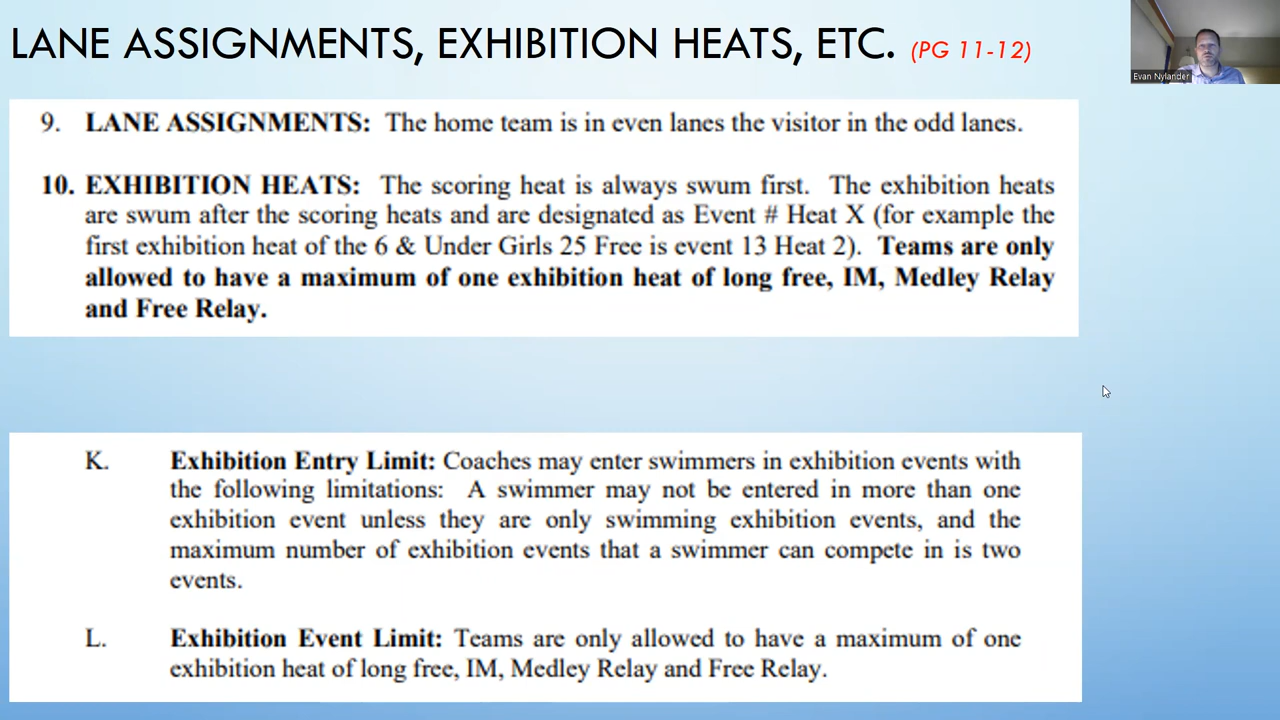 LANE ASSIGNMENTS, EXHIBITION HEATS, ETC. (PG 11-12)
Evan Nylander
9. LANE ASSIGNMENTS: The home team is in even lanes the visitor in the odd lanes.
10. EXHIBITION HEATS: The scoring heat is always swum first. The exhibition heats
are swum after the scoring heats and are designated as Event # Heat X (for example the
first exhibition heat of the 6 & Under Girls 25 Free is event 13 Heat 2). Teams are only
allowed to have a maximum of one exhibition heat of long free, IM, Medley Relay
and Free Relay.
K. Exhibition Entry Limit: Coaches may enter swimmers in exhibition events with
the following limitations: A swimmer may not be entered in more than one
exhibition event unless they are only swimming exhibition events, and the
maximum number of exhibition events that a swimmer can compete in is two
events.
L. Exhibition Event Limit: Teams are only allowed to have a maximum of one
exhibition heat of long free, IM, Medley Relay and Free Relay.